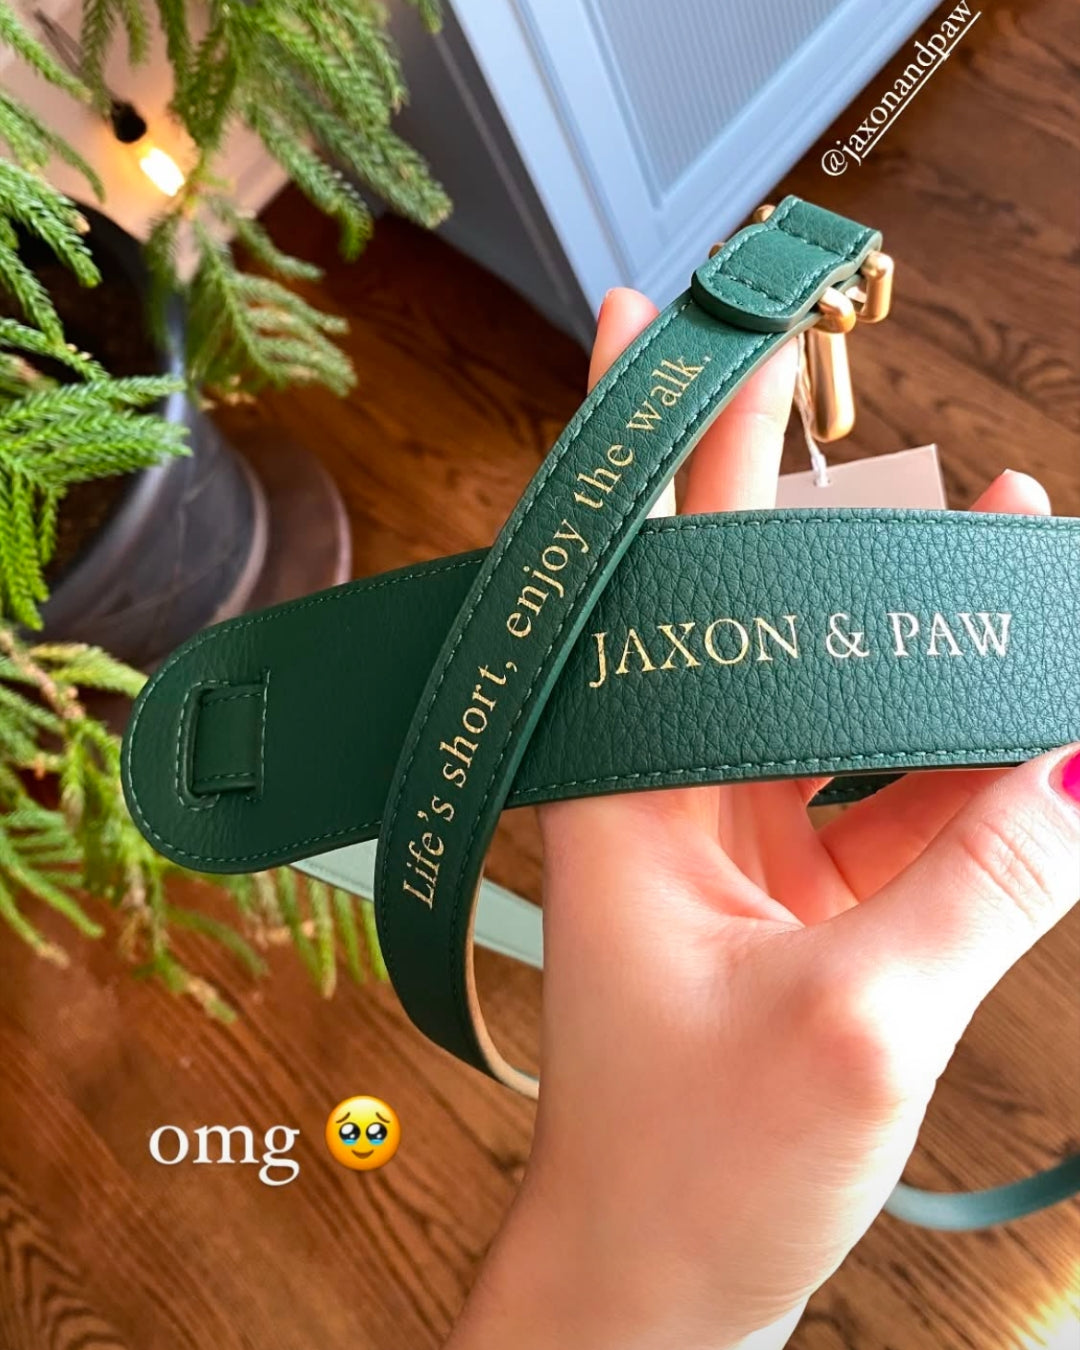 @jaxonandpaw
Life's short, enjoy the walk.
JAXON & PAW
omg 🥹